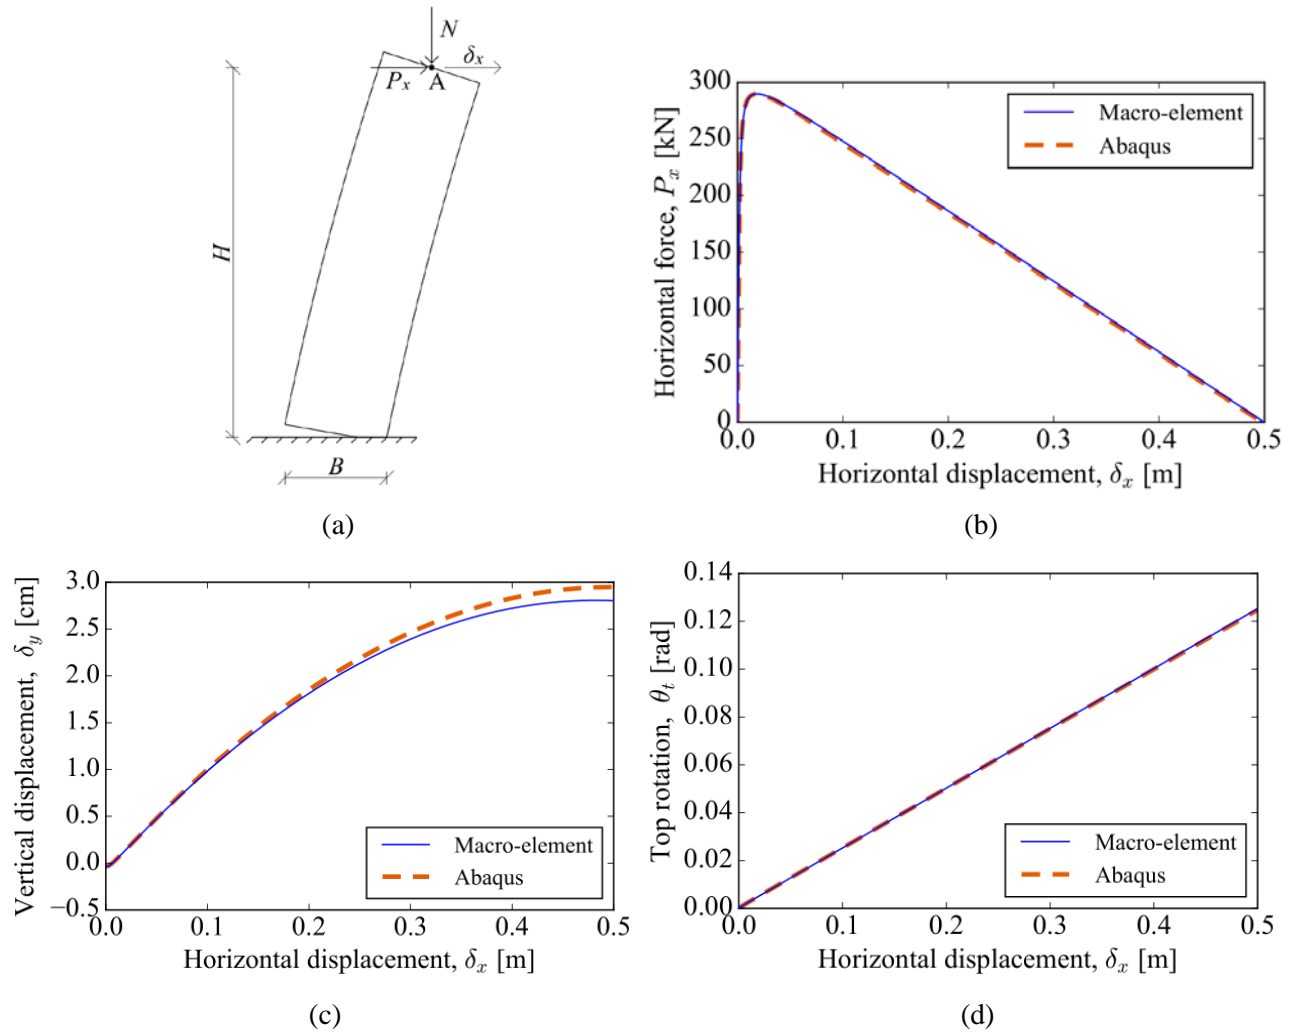 N
δx
Px
A
H
B
(a)
300
250
200
150
100
50
0
Horizontal force, Px [kN]
Macro-element
Abaqus
0.0 0.1 0.2 0.3 0.4 0.5
Horizontal displacement, δx [m]
(b)
3.0
2.5
2.0
1.5
1.0
0.5
0.0
−0.5
Vertical displacement, δy [cm]
Macro-element
Abaqus
0.0 0.1 0.2 0.3 0.4 0.5
Horizontal displacement, δx [m]
(c)
0.14
0.12
0.10
0.08
0.06
0.04
0.02
0.00
Top rotation, θt [rad]
Macro-element
Abaqus
0.0 0.1 0.2 0.3 0.4 0.5
Horizontal displacement, δx [m]
(d)